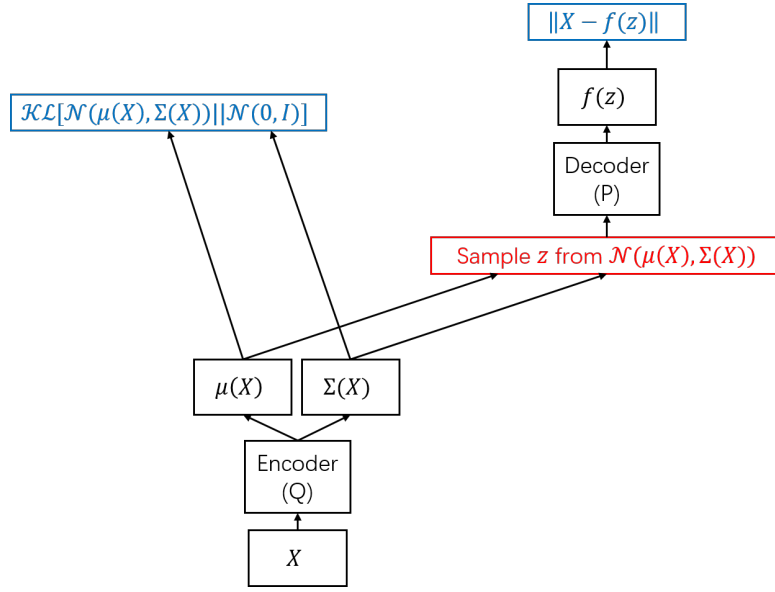 ‖X − f(z)‖
𝒦ℒ[𝒩(μ(X), Σ(X))||𝒩(0, I)]
f(z)
Decoder
(P)
Sample z from 𝒩(μ(X), Σ(X))
μ(X)
Σ(X)
Encoder
(Q)
X